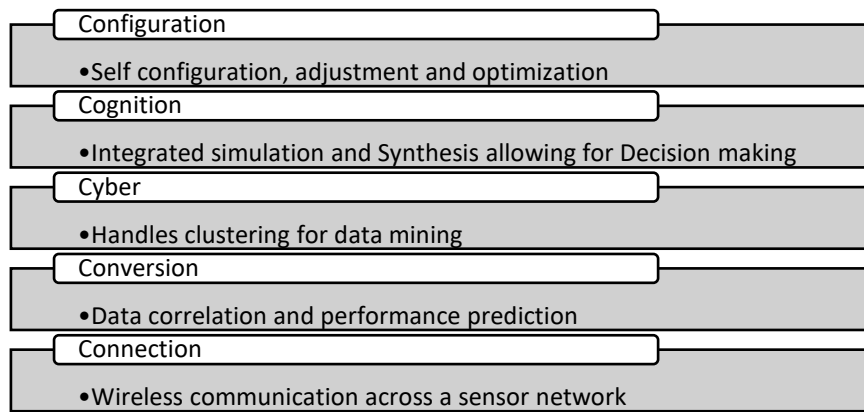 Configuration
•Self configuration, adjustment and optimization
Cognition
•Integrated simulation and Synthesis allowing for Decision making
Cyber
•Handles clustering for data mining
Conversion
•Data correlation and performance prediction
Connection
•Wireless communication across a sensor network